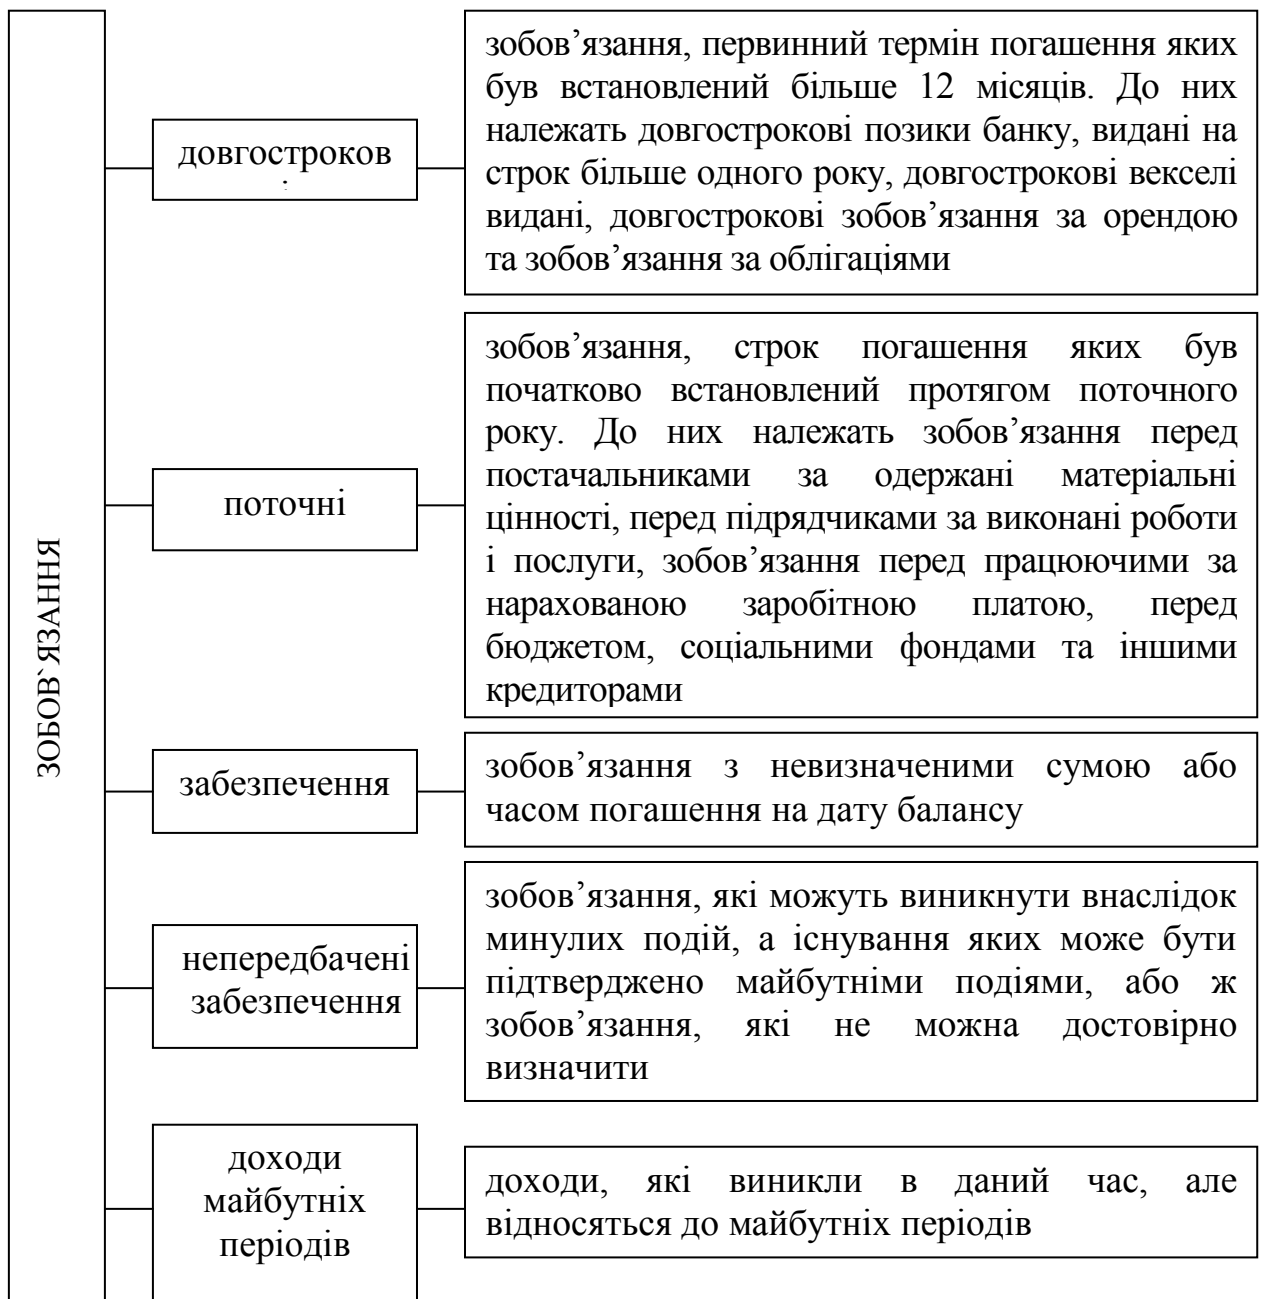 ЗОБОВ`ЯЗАННЯ
довгостроков
зобов’язання, первинний термін погашення яких
був встановлений більше 12 місяців. До них
належать довгострокові позики банку, видані на
строк більше одного року, довгострокові векселі
видані, довгострокові зобов’язання за орендою
та зобов’язання за облігаціями
поточні
зобов’язання, строк погашення яких був
початково встановлений протягом поточного
року. До них належать зобов’язання перед
постачальниками за одержані матеріальні
цінності, перед підрядчиками за виконані роботи
і послуги, зобов’язання перед працюючими за
нарахованою заробітною платою, перед
бюджетом, соціальними фондами та іншими
кредиторами
забезпечення
зобов’язання з невизначеними сумою або
часом погашення на дату балансу
непередбачені
забезпечення
зобов’язання, які можуть виникнути внаслідок
минулих подій, а існування яких може бути
підтверджено майбутніми подіями, або ж
зобов’язання, які не можна достовірно
визначити
доходи
майбутніх
періодів
доходи, які виникли в даний час, але
відносяться до майбутніх періодів